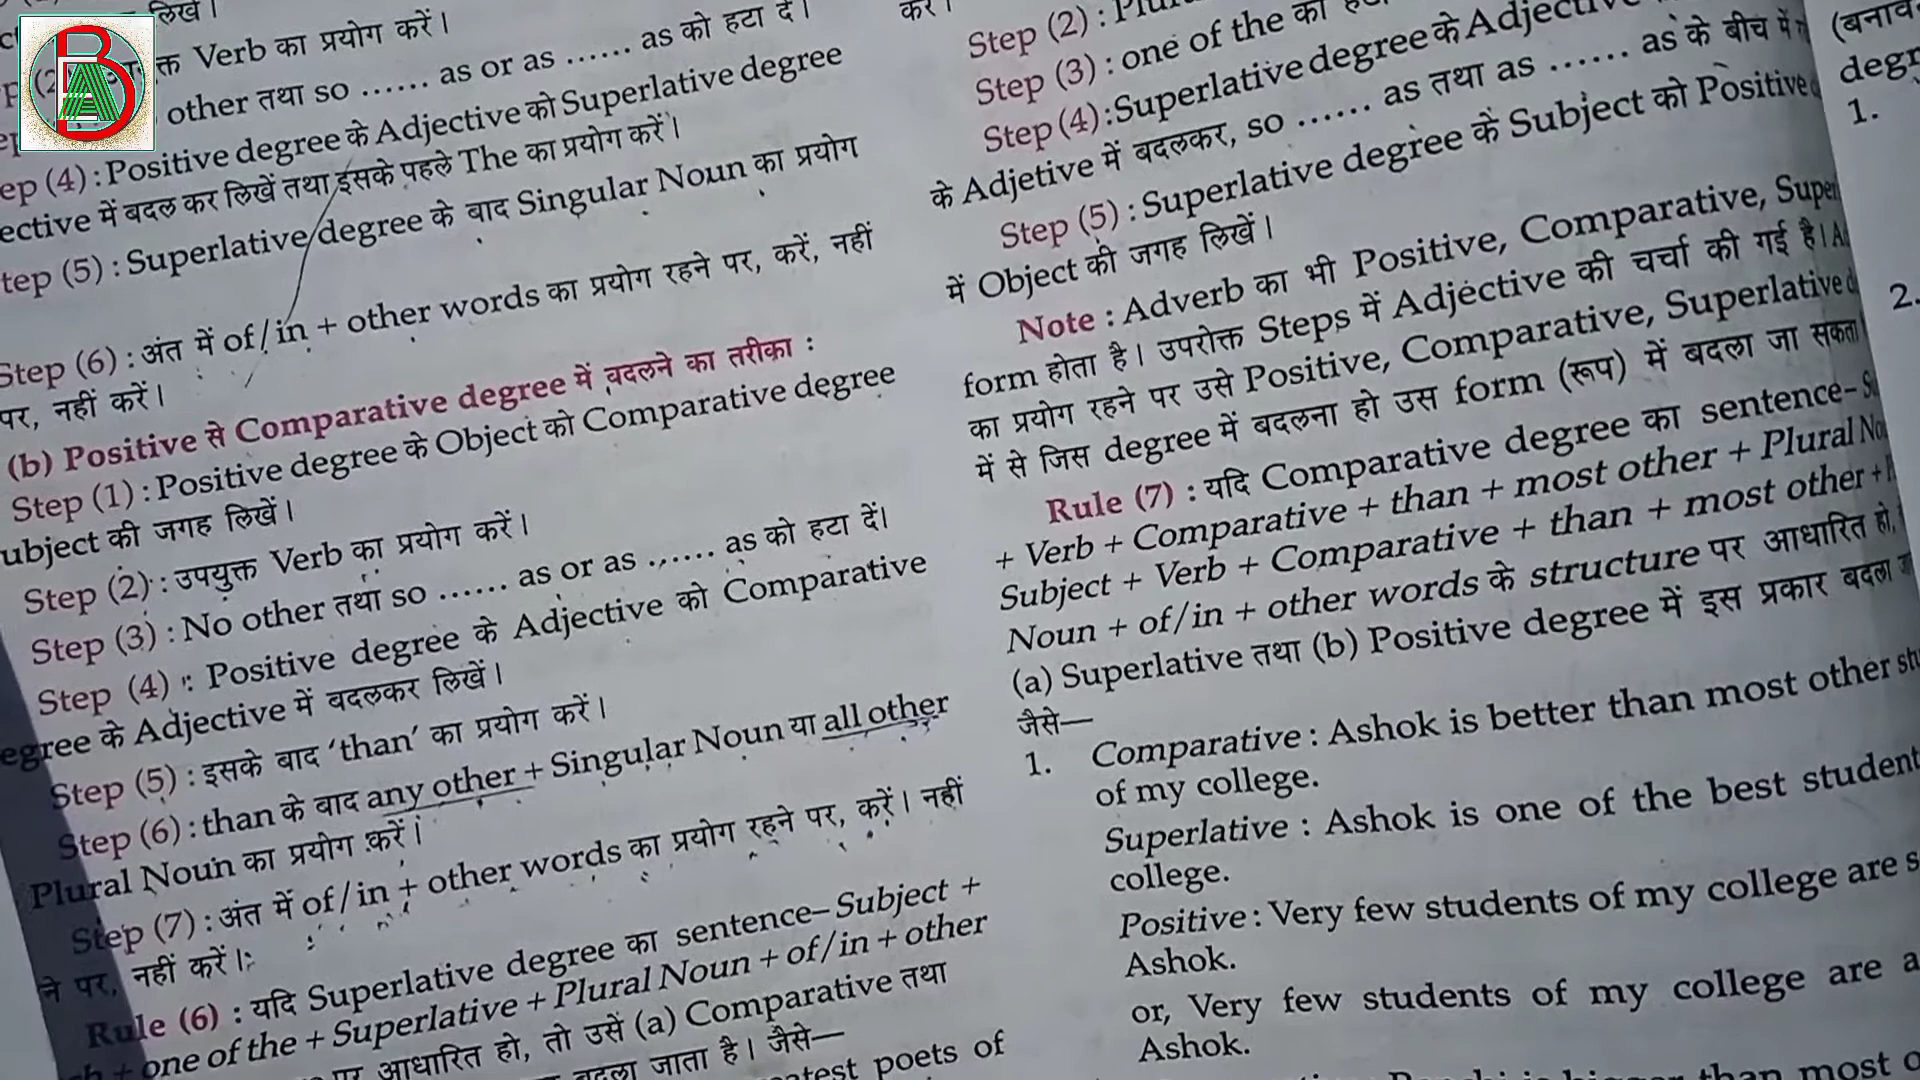 लिखें।
उपयुक्त Verb का प्रयोग करें।
other तथा so ...... as or as ...... as को हटा दें।
ep (4) : Positive degree के Adjective को Superlative degree
ective में बदल कर लिखें तथा इसके पहले The का प्रयोग करें।
tep (5) : Superlative degree के बाद Singular Noun का प्रयोग
Step (6) : अंत में of/in + other words का प्रयोग रहने पर, करें, नहीं
पर, नहीं करें।
(b) Positive से Comparative degree में बदलने का तरीका :
Step (1) : Positive degree के Object को Comparative degree
ubject की जगह लिखें।
Step (2) : उपयुक्त Verb का प्रयोग करें।
Step (3) : No other तथा so ...... as or as ...... as को हटा दें।
Step (4) : Positive degree के Adjective को Comparative
egree के Adjective में बदलकर लिखें।
Step (5) : इसके बाद ‘than’ का प्रयोग करें।
Step (6) : than के बाद any other + Singular Noun या all other
Plural Noun का प्रयोग करें।
Step (7) : अंत में of/in + other words का प्रयोग रहने पर, करें। नहीं
ने पर, नहीं करें।
Rule (6) : यदि Superlative degree का sentence– Subject +
+ one of the + Superlative + Plural Noun + of/in + other
पर आधारित हो, तो उसे (a) Comparative तथा
बदला जाता है। जैसे—
poets of
करें।
Step (2) :
Step (3) : one of the को
Step (4) : Superlative degree के Adjective
के Adjetive में बदलकर, so ...... as तथा as ...... as के बीच में
Step (5) : Superlative degree के Subject को Positive
में Object की जगह लिखें।
Note : Adverb का भी Positive, Comparative, Super
form होता है। उपरोक्त Steps में Adjective की चर्चा की गई है। A
का प्रयोग रहने पर उसे Positive, Comparative, Superlative d
में से जिस degree में बदलना हो उस form (रूप) में बदला जा सकता
Rule (7) : यदि Comparative degree का sentence– S
+ Verb + Comparative + than + most other + Plural No
Subject + Verb + Comparative + than + most other +
Noun + of/in + other words के structure पर आधारित हो,
(a) Superlative तथा (b) Positive degree में इस प्रकार बदला
जैसे—
1. Comparative : Ashok is better than most other stu
of my college.
Superlative : Ashok is one of the best student
college.
Positive : Very few students of my college are s
Ashok.
or, Very few students of my college are a
Ashok.
than most o
(बनाव
degr
1.
2.